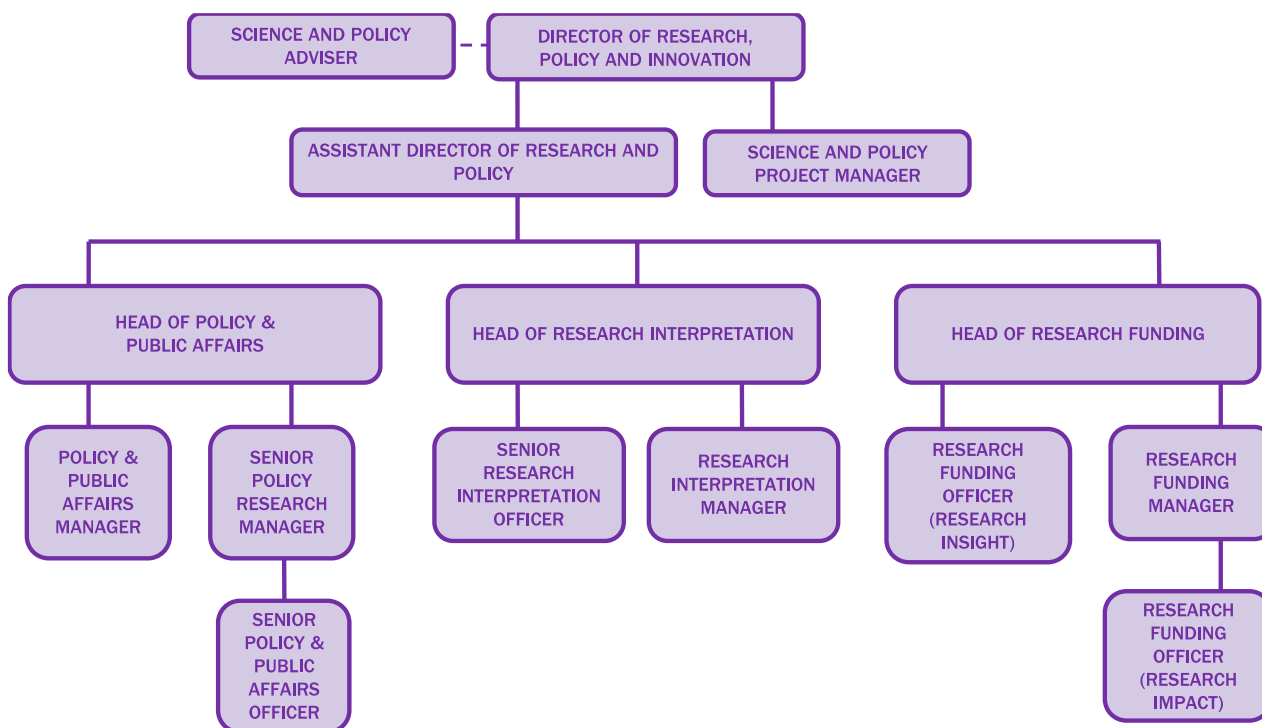 SCIENCE AND POLICY
ADVISER
DIRECTOR OF RESEARCH,
POLICY AND INNOVATION
ASSISTANT DIRECTOR OF RESEARCH AND
POLICY
SCIENCE AND POLICY
PROJECT MANAGER
HEAD OF POLICY &
PUBLIC AFFAIRS
HEAD OF RESEARCH INTERPRETATION
HEAD OF RESEARCH FUNDING
POLICY &
PUBLIC
AFFAIRS
MANAGER
SENIOR
POLICY
RESEARCH
MANAGER
SENIOR
RESEARCH
INTERPRETATION
OFFICER
RESEARCH
INTERPRETATION
MANAGER
RESEARCH
FUNDING
OFFICER
(RESEARCH
INSIGHT)
RESEARCH
FUNDING
MANAGER
SENIOR
POLICY &
PUBLIC
AFFAIRS
OFFICER
RESEARCH
FUNDING
OFFICER
(RESEARCH
IMPACT)